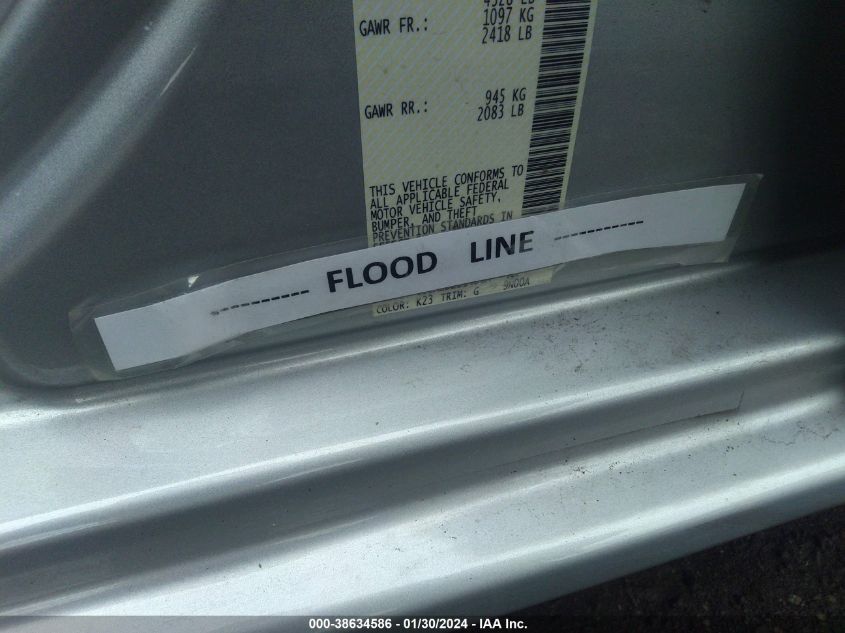 4520 LB
GAWR FR.: 1097 KG
2418 LB
GAWR RR.: 945 KG
2083 LB
THIS VEHICLE CONFORMS TO
ALL APPLICABLE FEDERAL
MOTOR VEHICLE SAFETY,
BUMPER, AND THEFT
PREVENTION STANDARDS IN
---------- FLOOD LINE ----------
COLOR: K23 TRIM: G
000-38634586 - 01/30/2024 - IAA Inc.